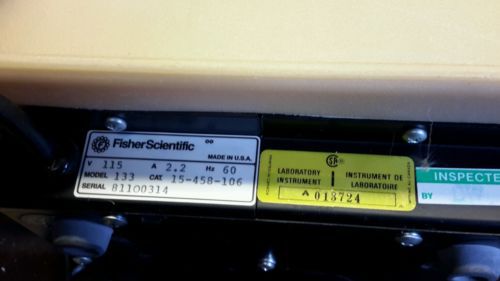 FisherScientific
MADE IN U.S.A.
V 115 A 2.2 Hz 60
MODEL 133 CAT. 15-458-106
SERIAL 81100314
LABORATORY INSTRUMENT
INSTRUMENT DE LABORATOIRE
A 013724
INSPECTE
BY